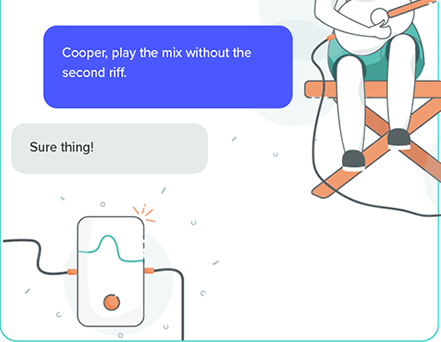 Cooper, play the mix without the
second riff.
Sure thing!